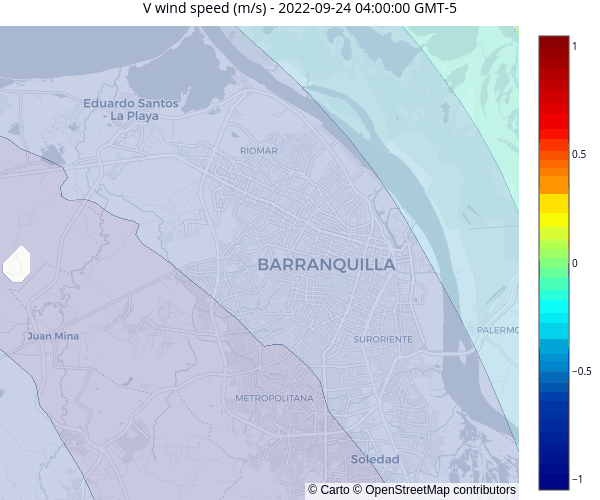 V wind speed (m/s) - 2022-09-24 04:00:00 GMT-5
1
Eduardo Santos
- La Playa
RIOMAR
0.5
BARRANQUILLA
0
Juan Mina
SURORIENTE
PALERMO
−0.5
METROPOLITANA
Soledad
−1
© Carto © OpenStreetMap contributors